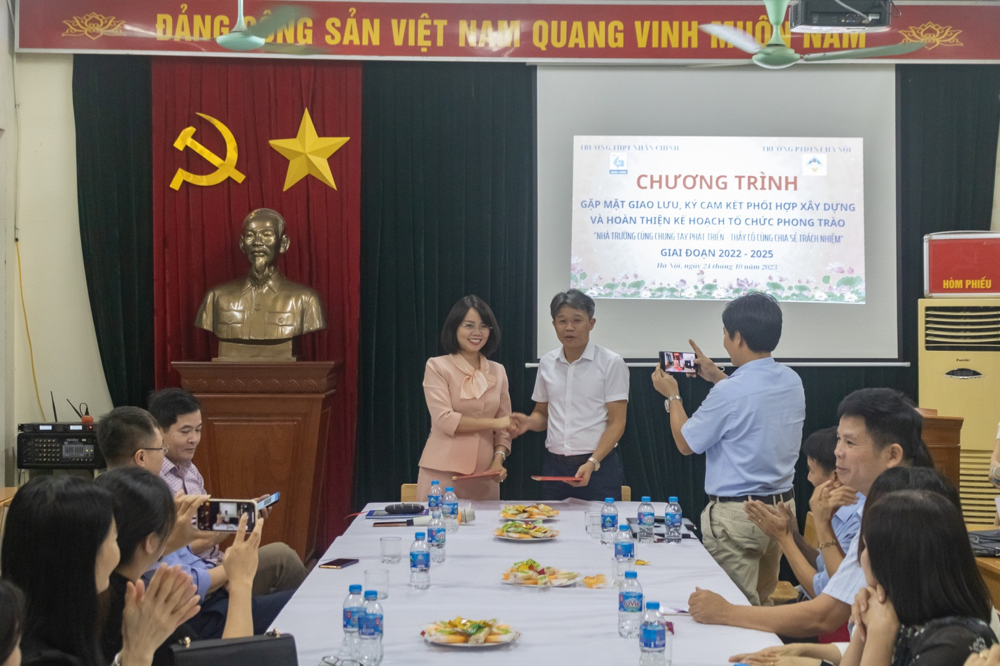 ĐẢNG CỘNG SẢN VIỆT NAM QUANG VINH MUÔN NĂM
TRƯỜNG THPT NHÂN CHÍNH
TRƯỜNG PTDTNT HÀ NỘI
CHƯƠNG TRÌNH
GẶP MẶT GIAO LƯU, KÝ CAM KẾT PHỐI HỢP XÂY DỰNG
VÀ HOÀN THIỆN KẾ HOẠCH TỔ CHỨC PHONG TRÀO
"NHÀ TRƯỜNG CÙNG CHUNG TAY PHÁT TRIỂN - THẦY CÔ CÙNG CHIA SẺ TRÁCH NHIỆM"
GIAI ĐOẠN 2022 - 2025
Hà Nội, ngày 24 tháng 10 năm 2023
HÒM PHIẾU
Funiki
LaVie